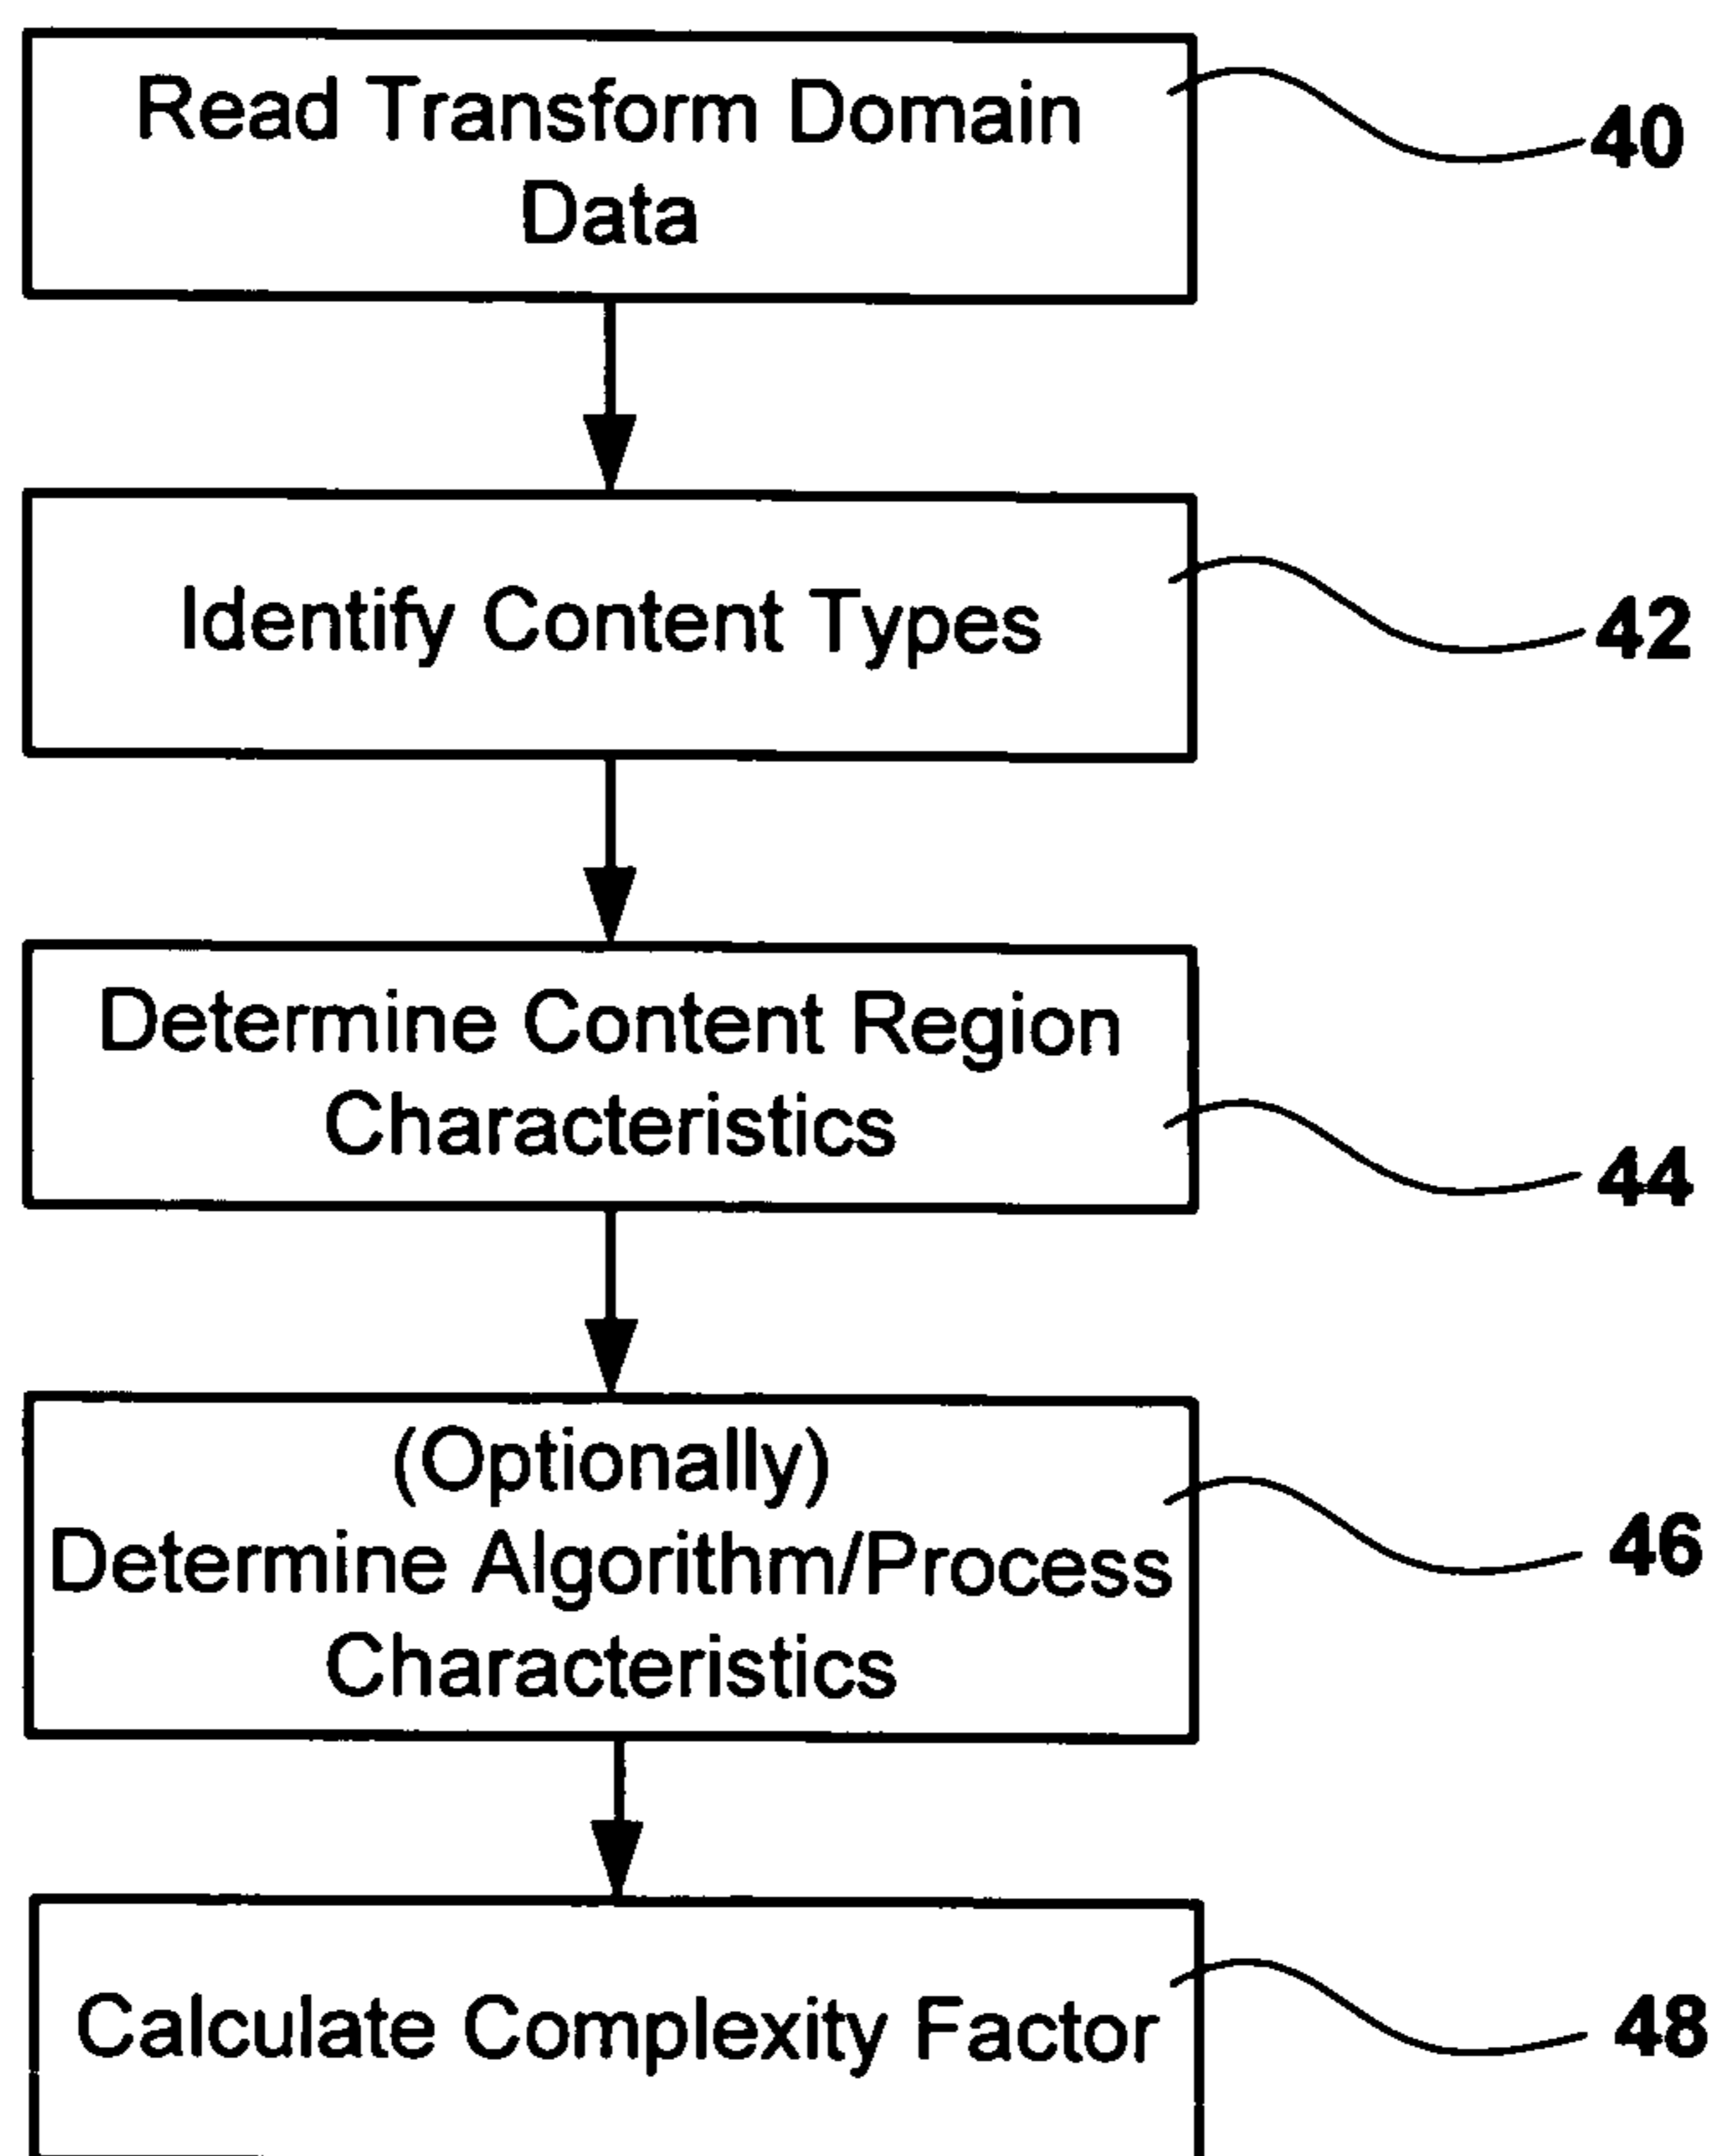 Read Transform Domain
Data
40
Identify Content Types
42
Determine Content Region
Characteristics
44
(Optionally)
Determine Algorithm/Process
Characteristics
46
Calculate Complexity Factor
48